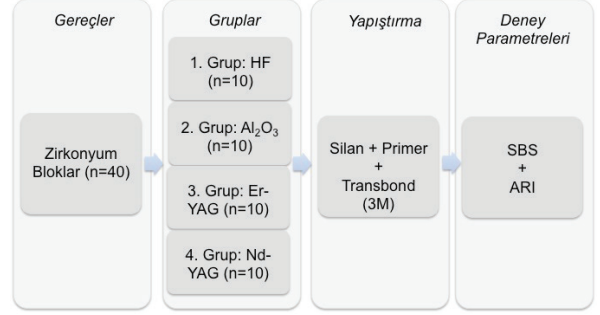 Gereçler
Zirkonyum
Bloklar (n=40)
Gruplar
1. Grup: HF
(n=10)
2. Grup: Al₂O₃
(n=10)
3. Grup: Er-
YAG (n=10)
4. Grup: Nd-
YAG (n=10)
Yapıştırma
Silan + Primer
+
Transbond
(3M)
Deney
Parametreleri
SBS
+
ARI